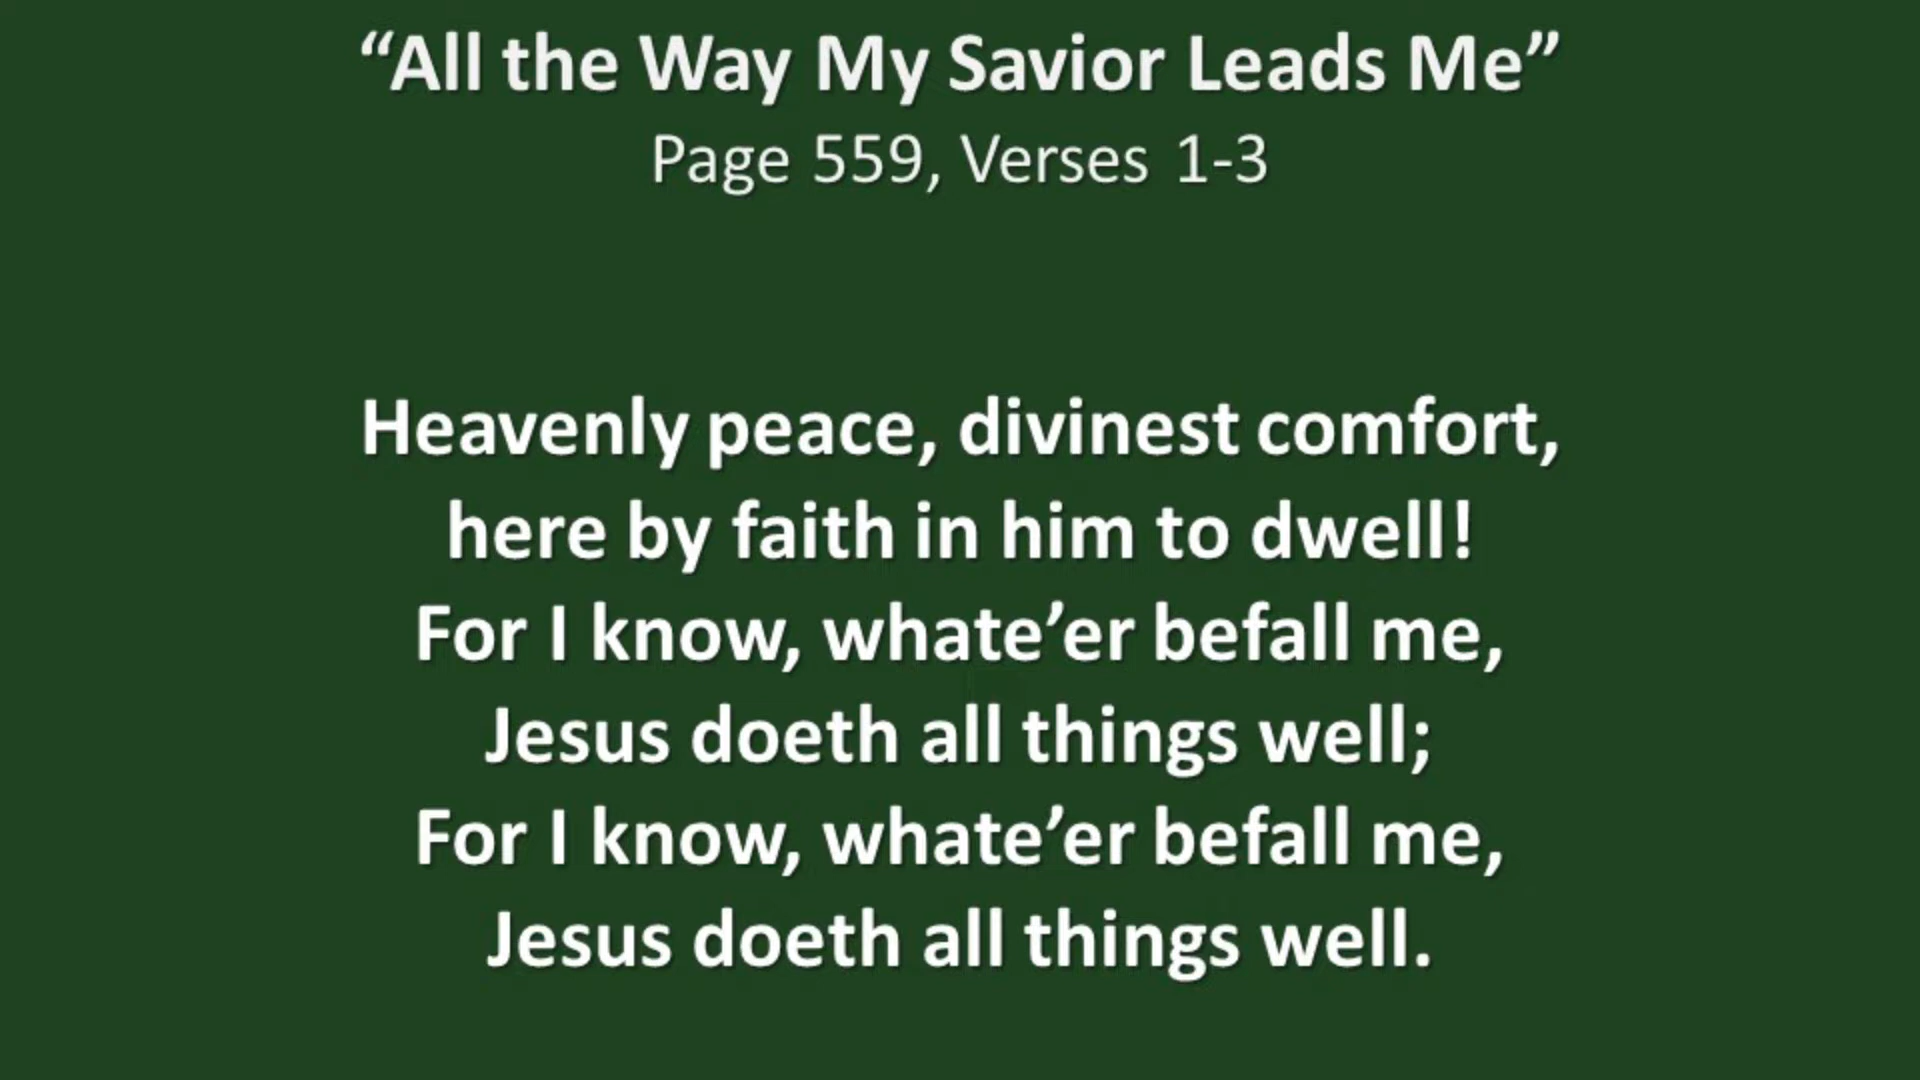 “All the Way My Savior Leads Me”
Page 559, Verses 1-3
Heavenly peace, divinest comfort,
here by faith in him to dwell!
For I know, whate’er befall me,
Jesus doeth all things well;
For I know, whate’er befall me,
Jesus doeth all things well.